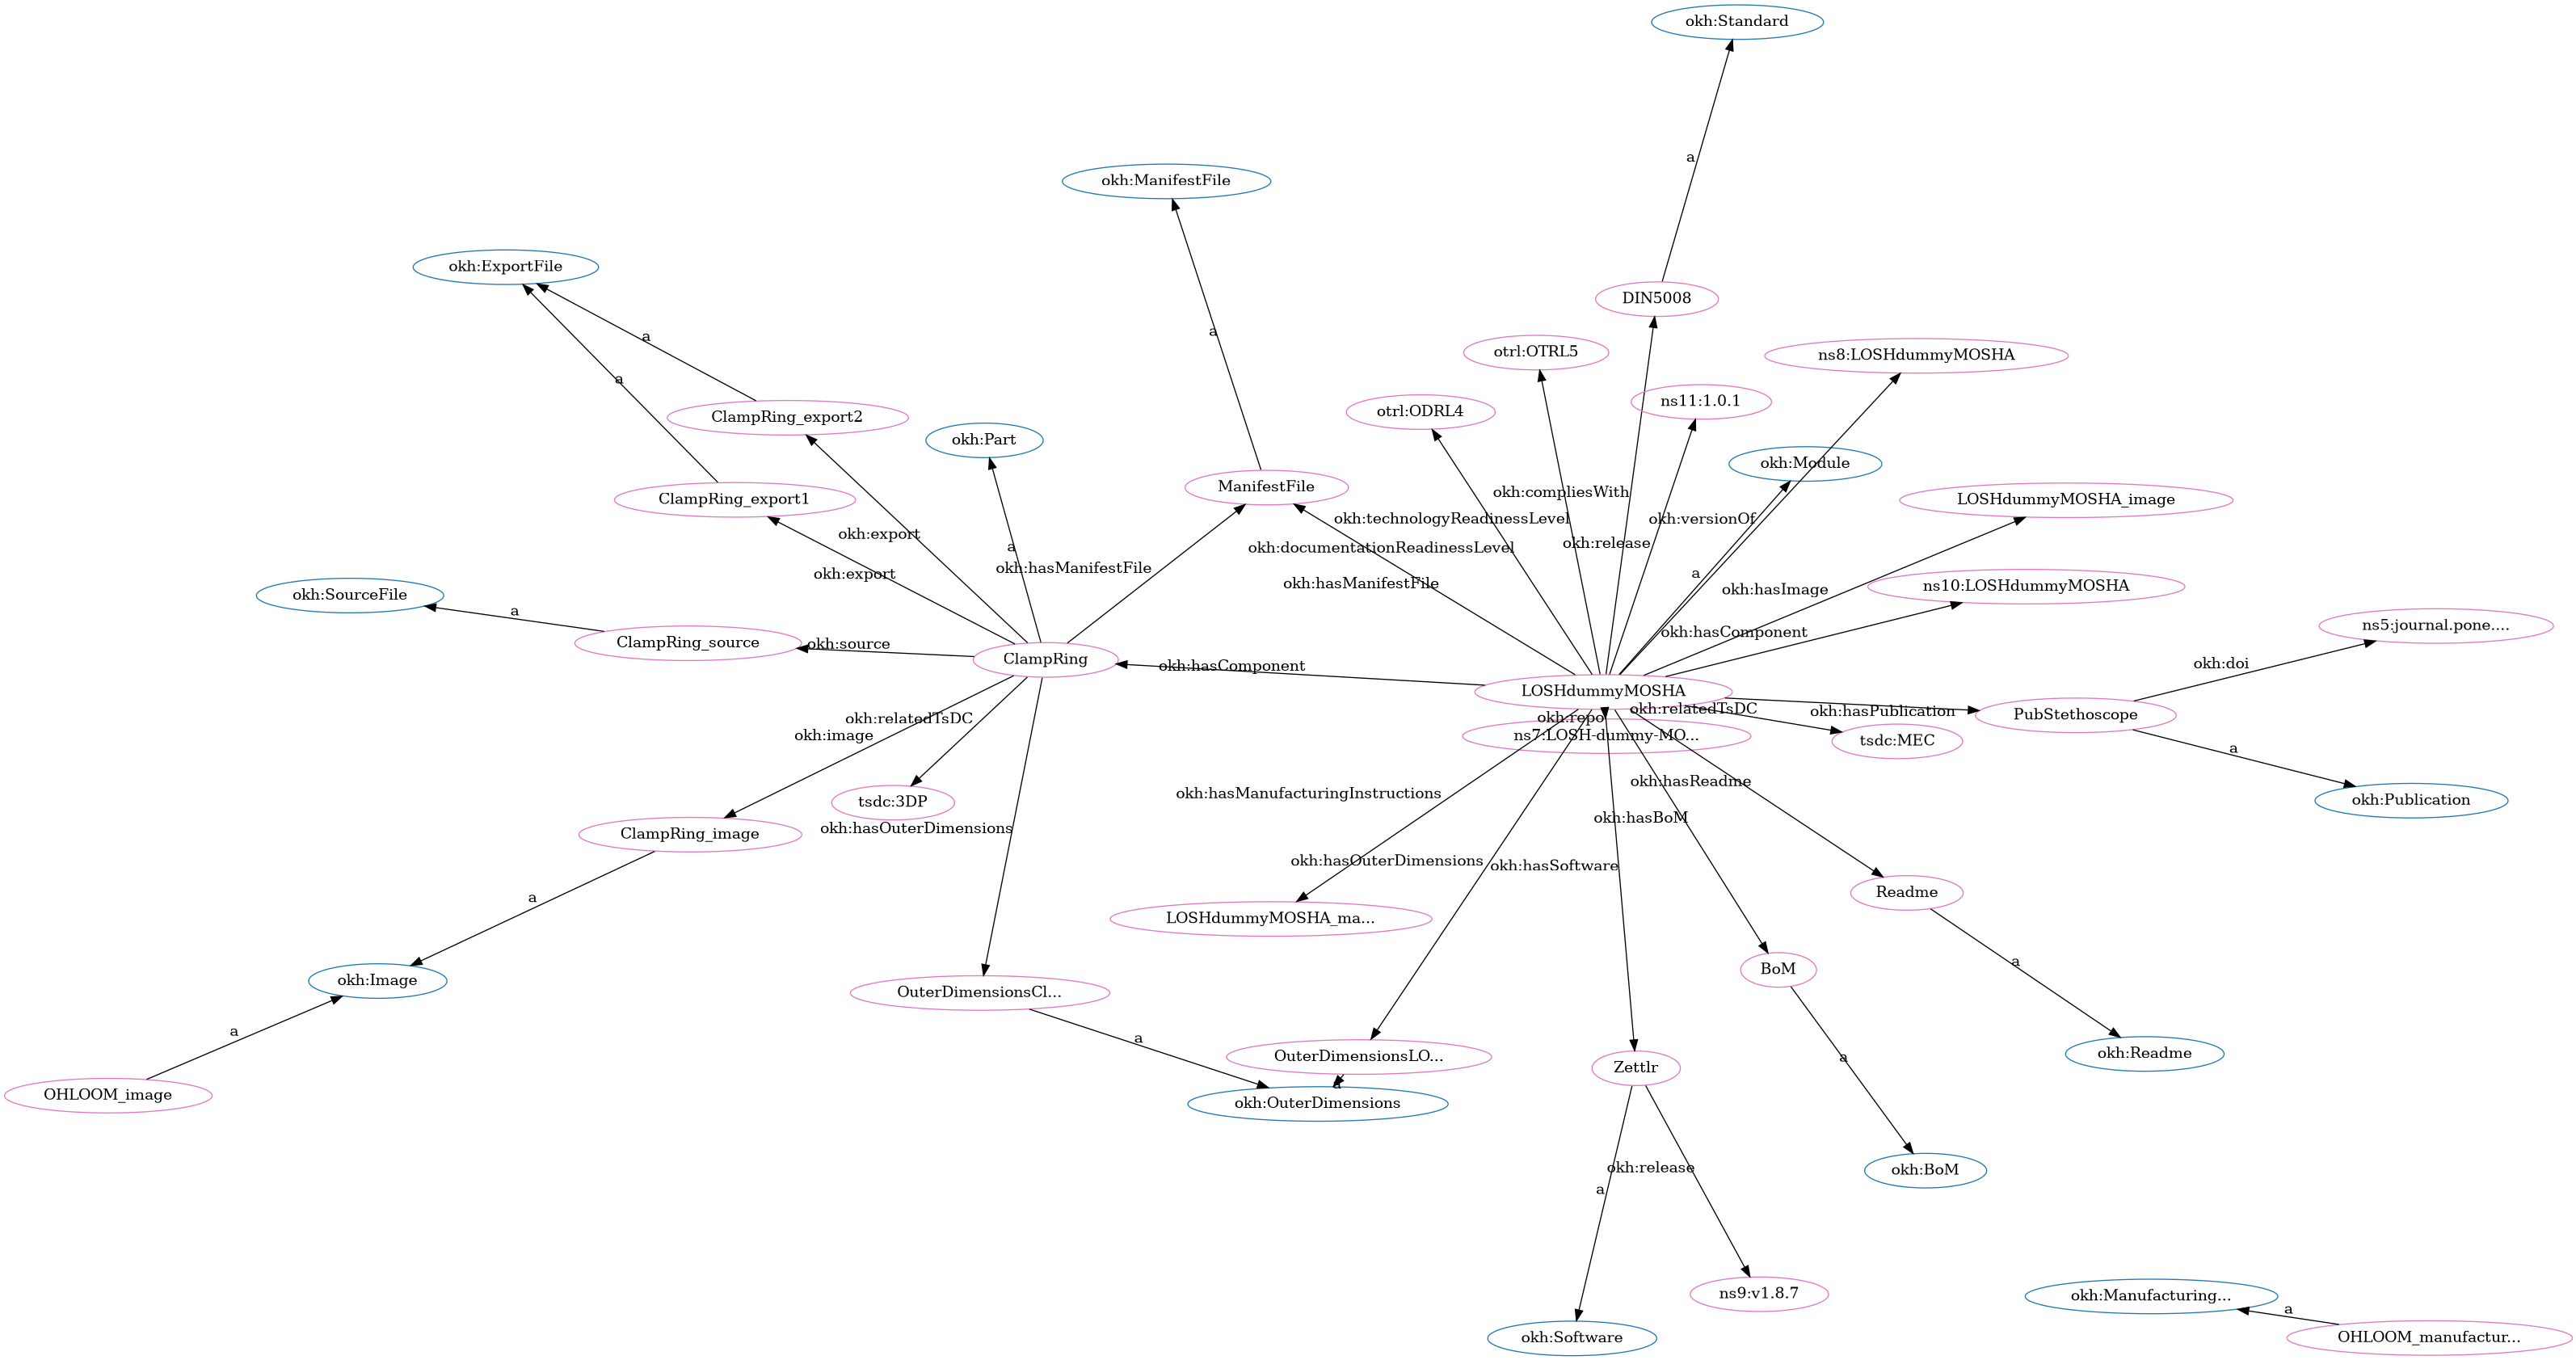 okh:Standard
a
okh:ManifestFile
okh:ExportFile
DIN5008
a
a
otrl:OTRL5
ns8:LOSHdummyMOSHA
a
ns11:1.0.1
otrl:ODRL4
ClampRing_export2
okh:Part
okh:Module
ManifestFile
okh:compliesWith
ClampRing_export1
LOSHdummyMOSHA_image
okh:technologyReadinessLevel
okh:versionOf
okh:export
okh:release
a
okh:documentationReadinessLevel
okh:hasManifestFile
okh:export
a
okh:hasManifestFile
ns10:LOSHdummyMOSHA
okh:hasImage
okh:SourceFile
a
ns5:journal.pone....
okh:hasComponent
ClampRing_source
okh:source
ClampRing
okh:hasComponent
okh:doi
LOSHdummyMOSHA
okh:relatedTsDC
okh:repo
okh:relatedTsDC
okh:hasPublication
PubStethoscope
okh:image
ns7:LOSH-dummy-MO...
tsdc:MEC
a
okh:hasReadme
okh:hasManufacturingInstructions
tsdc:3DP
okh:Publication
okh:hasBoM
okh:hasOuterDimensions
ClampRing_image
okh:hasOuterDimensions
okh:hasSoftware
Readme
a
LOSHdummyMOSHA_ma...
a
BoM
okh:Image
OuterDimensionsCl...
a
a
okh:Readme
OuterDimensionsLO...
a
Zettlr
a
OHLOOM_image
okh:OuterDimensions
okh:release
okh:BoM
a
ns9:v1.8.7
okh:Manufacturing...
a
okh:Software
OHLOOM_manufactur...